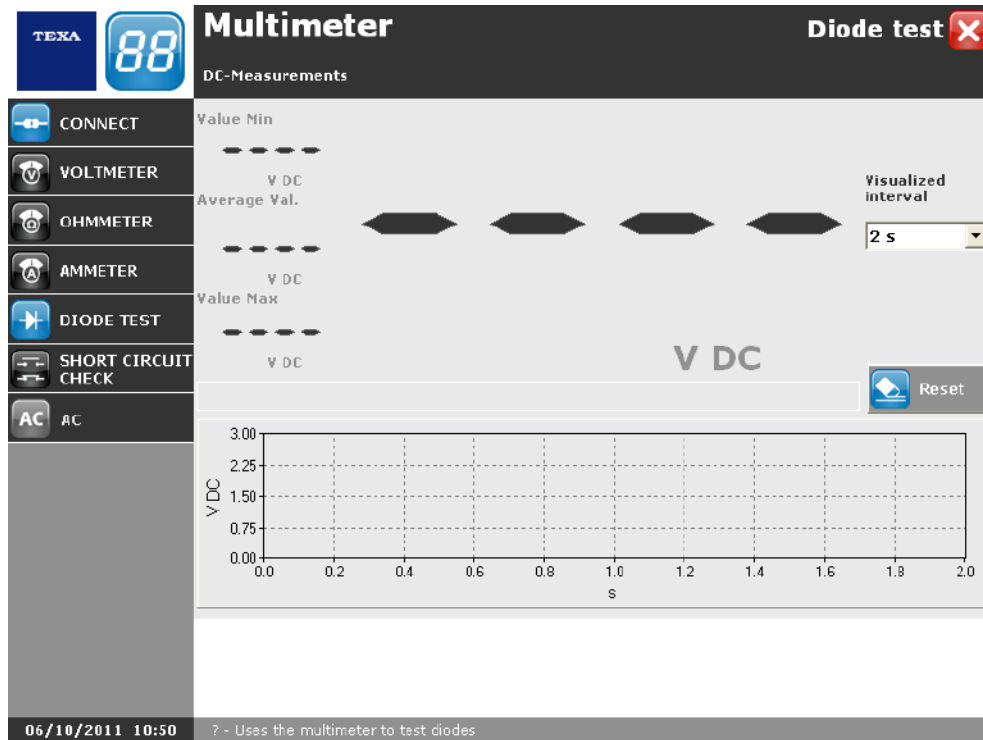 TEXA
88
Multimeter
Diode test
DC-Measurements
CONNECT
VOLTMETER
OHMMETER
AMMETER
DIODE TEST
SHORT CIRCUIT
CHECK
AC AC
Value Min
----
V DC
Average Val.
----
V DC
Value Max
----
V DC
----
V DC
Visualized
interval
2 s
Reset
3.00
2.25
1.50
0.75
0.00
V DC
0.0 0.2 0.4 0.6 0.8 1.0 1.2 1.4 1.6 1.8 2.0
s
06/10/2011 10:50
? - Uses the multimeter to test diodes